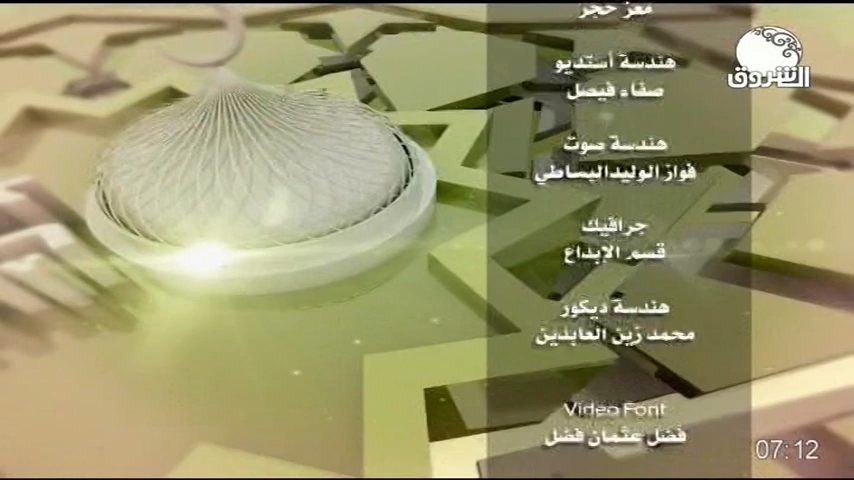 معز حجر
الشروق
هندسة أستديو
صفاء فيصل
هندسة صوت
فواز الوليد البساطي
جرافيك
قسم الإبداع
هندسة ديكور
محمد زين العابدين
Video Font
فضل عثمان فضل
07:12